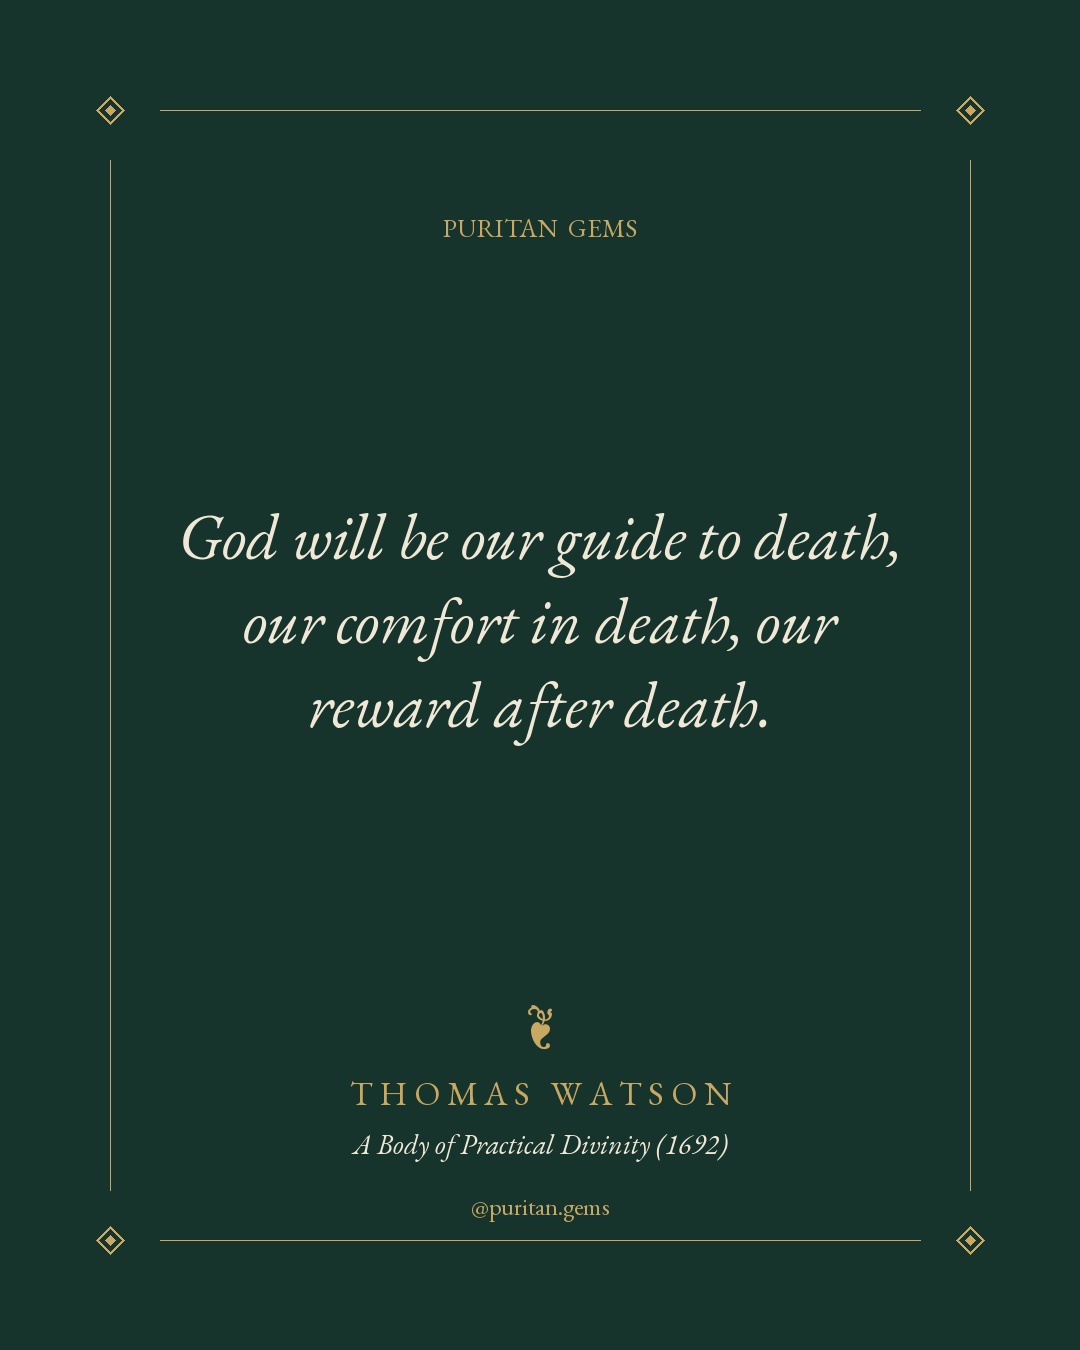 PURITAN GEMS
God will be our guide to death,
our comfort in death, our
reward after death.
THOMAS WATSON
A Body of Practical Divinity (1692)
@puritan.gems